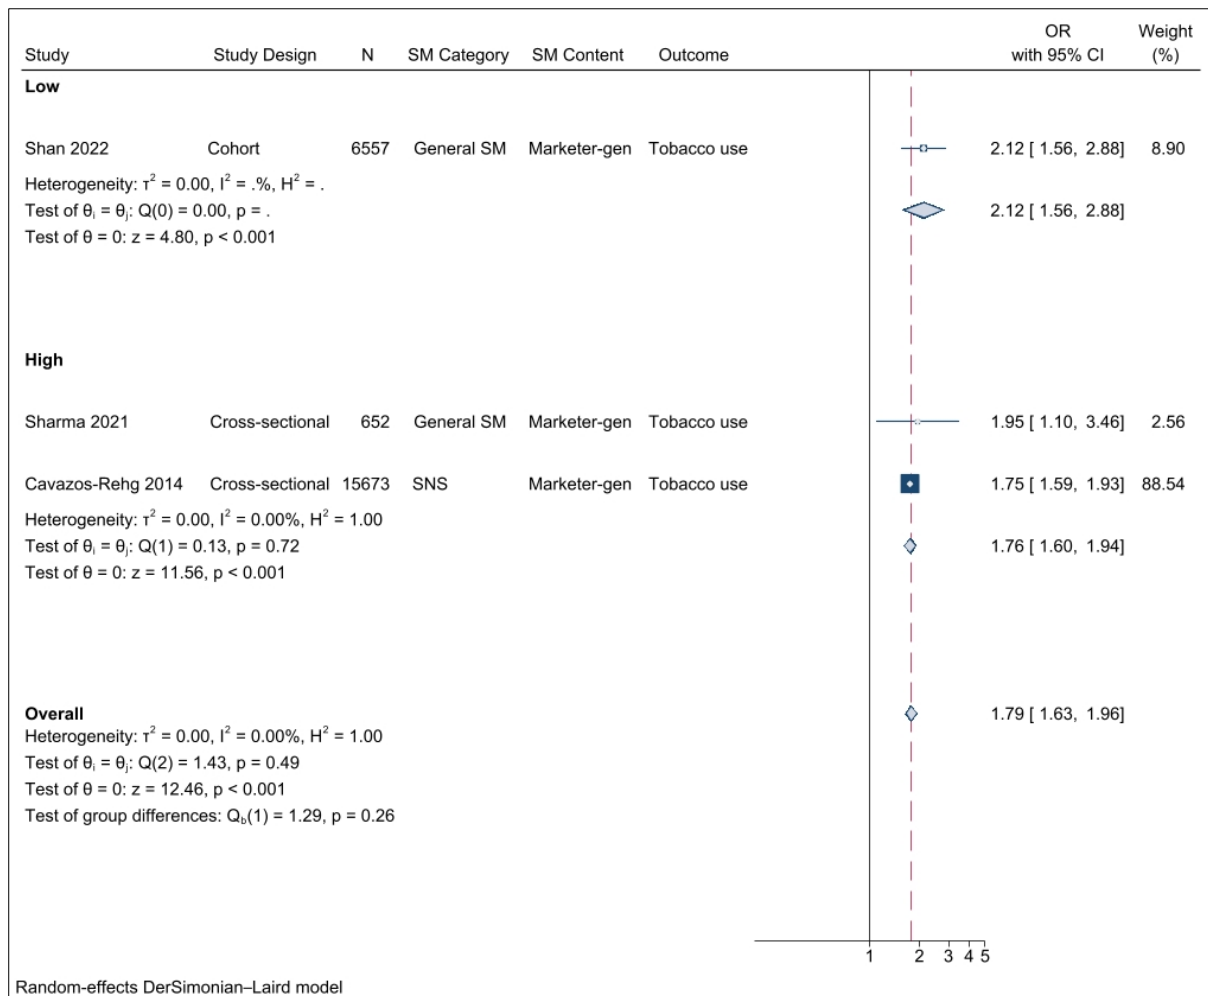 OR Weight
Study Study Design N SM Category SM Content Outcome with 95% CI (%)
Low
Shan 2022 Cohort 6557 General SM Marketer-gen Tobacco use 2.12 [ 1.56, 2.88] 8.90
Heterogeneity: τ² = 0.00, I² = .%, H² = .
Test of θᵢ = θⱼ: Q(0) = 0.00, p = . 2.12 [ 1.56, 2.88]
Test of θ = 0: z = 4.80, p < 0.001
High
Sharma 2021 Cross-sectional 652 General SM Marketer-gen Tobacco use 1.95 [ 1.10, 3.46] 2.56
Cavazos-Rehg 2014 Cross-sectional 15673 SNS Marketer-gen Tobacco use 1.75 [ 1.59, 1.93] 88.54
Heterogeneity: τ² = 0.00, I² = 0.00%, H² = 1.00
Test of θᵢ = θⱼ: Q(1) = 0.13, p = 0.72 1.76 [ 1.60, 1.94]
Test of θ = 0: z = 11.56, p < 0.001
Overall 1.79 [ 1.63, 1.96]
Heterogeneity: τ² = 0.00, I² = 0.00%, H² = 1.00
Test of θᵢ = θⱼ: Q(2) = 1.43, p = 0.49
Test of θ = 0: z = 12.46, p < 0.001
Test of group differences: Q_b(1) = 1.29, p = 0.26
1 2 3 4 5
Random-effects DerSimonian–Laird model